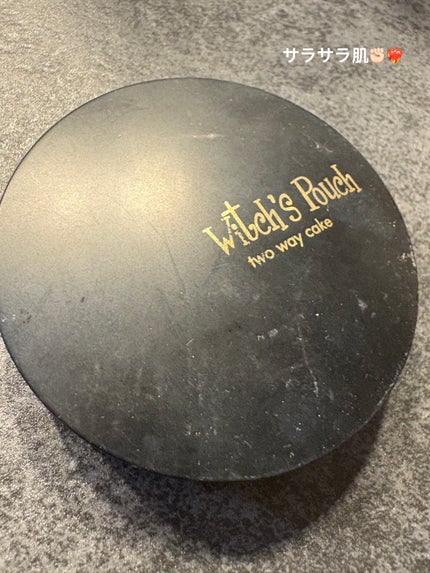 サラサラ肌✊🏻❤️‍🔥
Witch's Pouch
two way cake